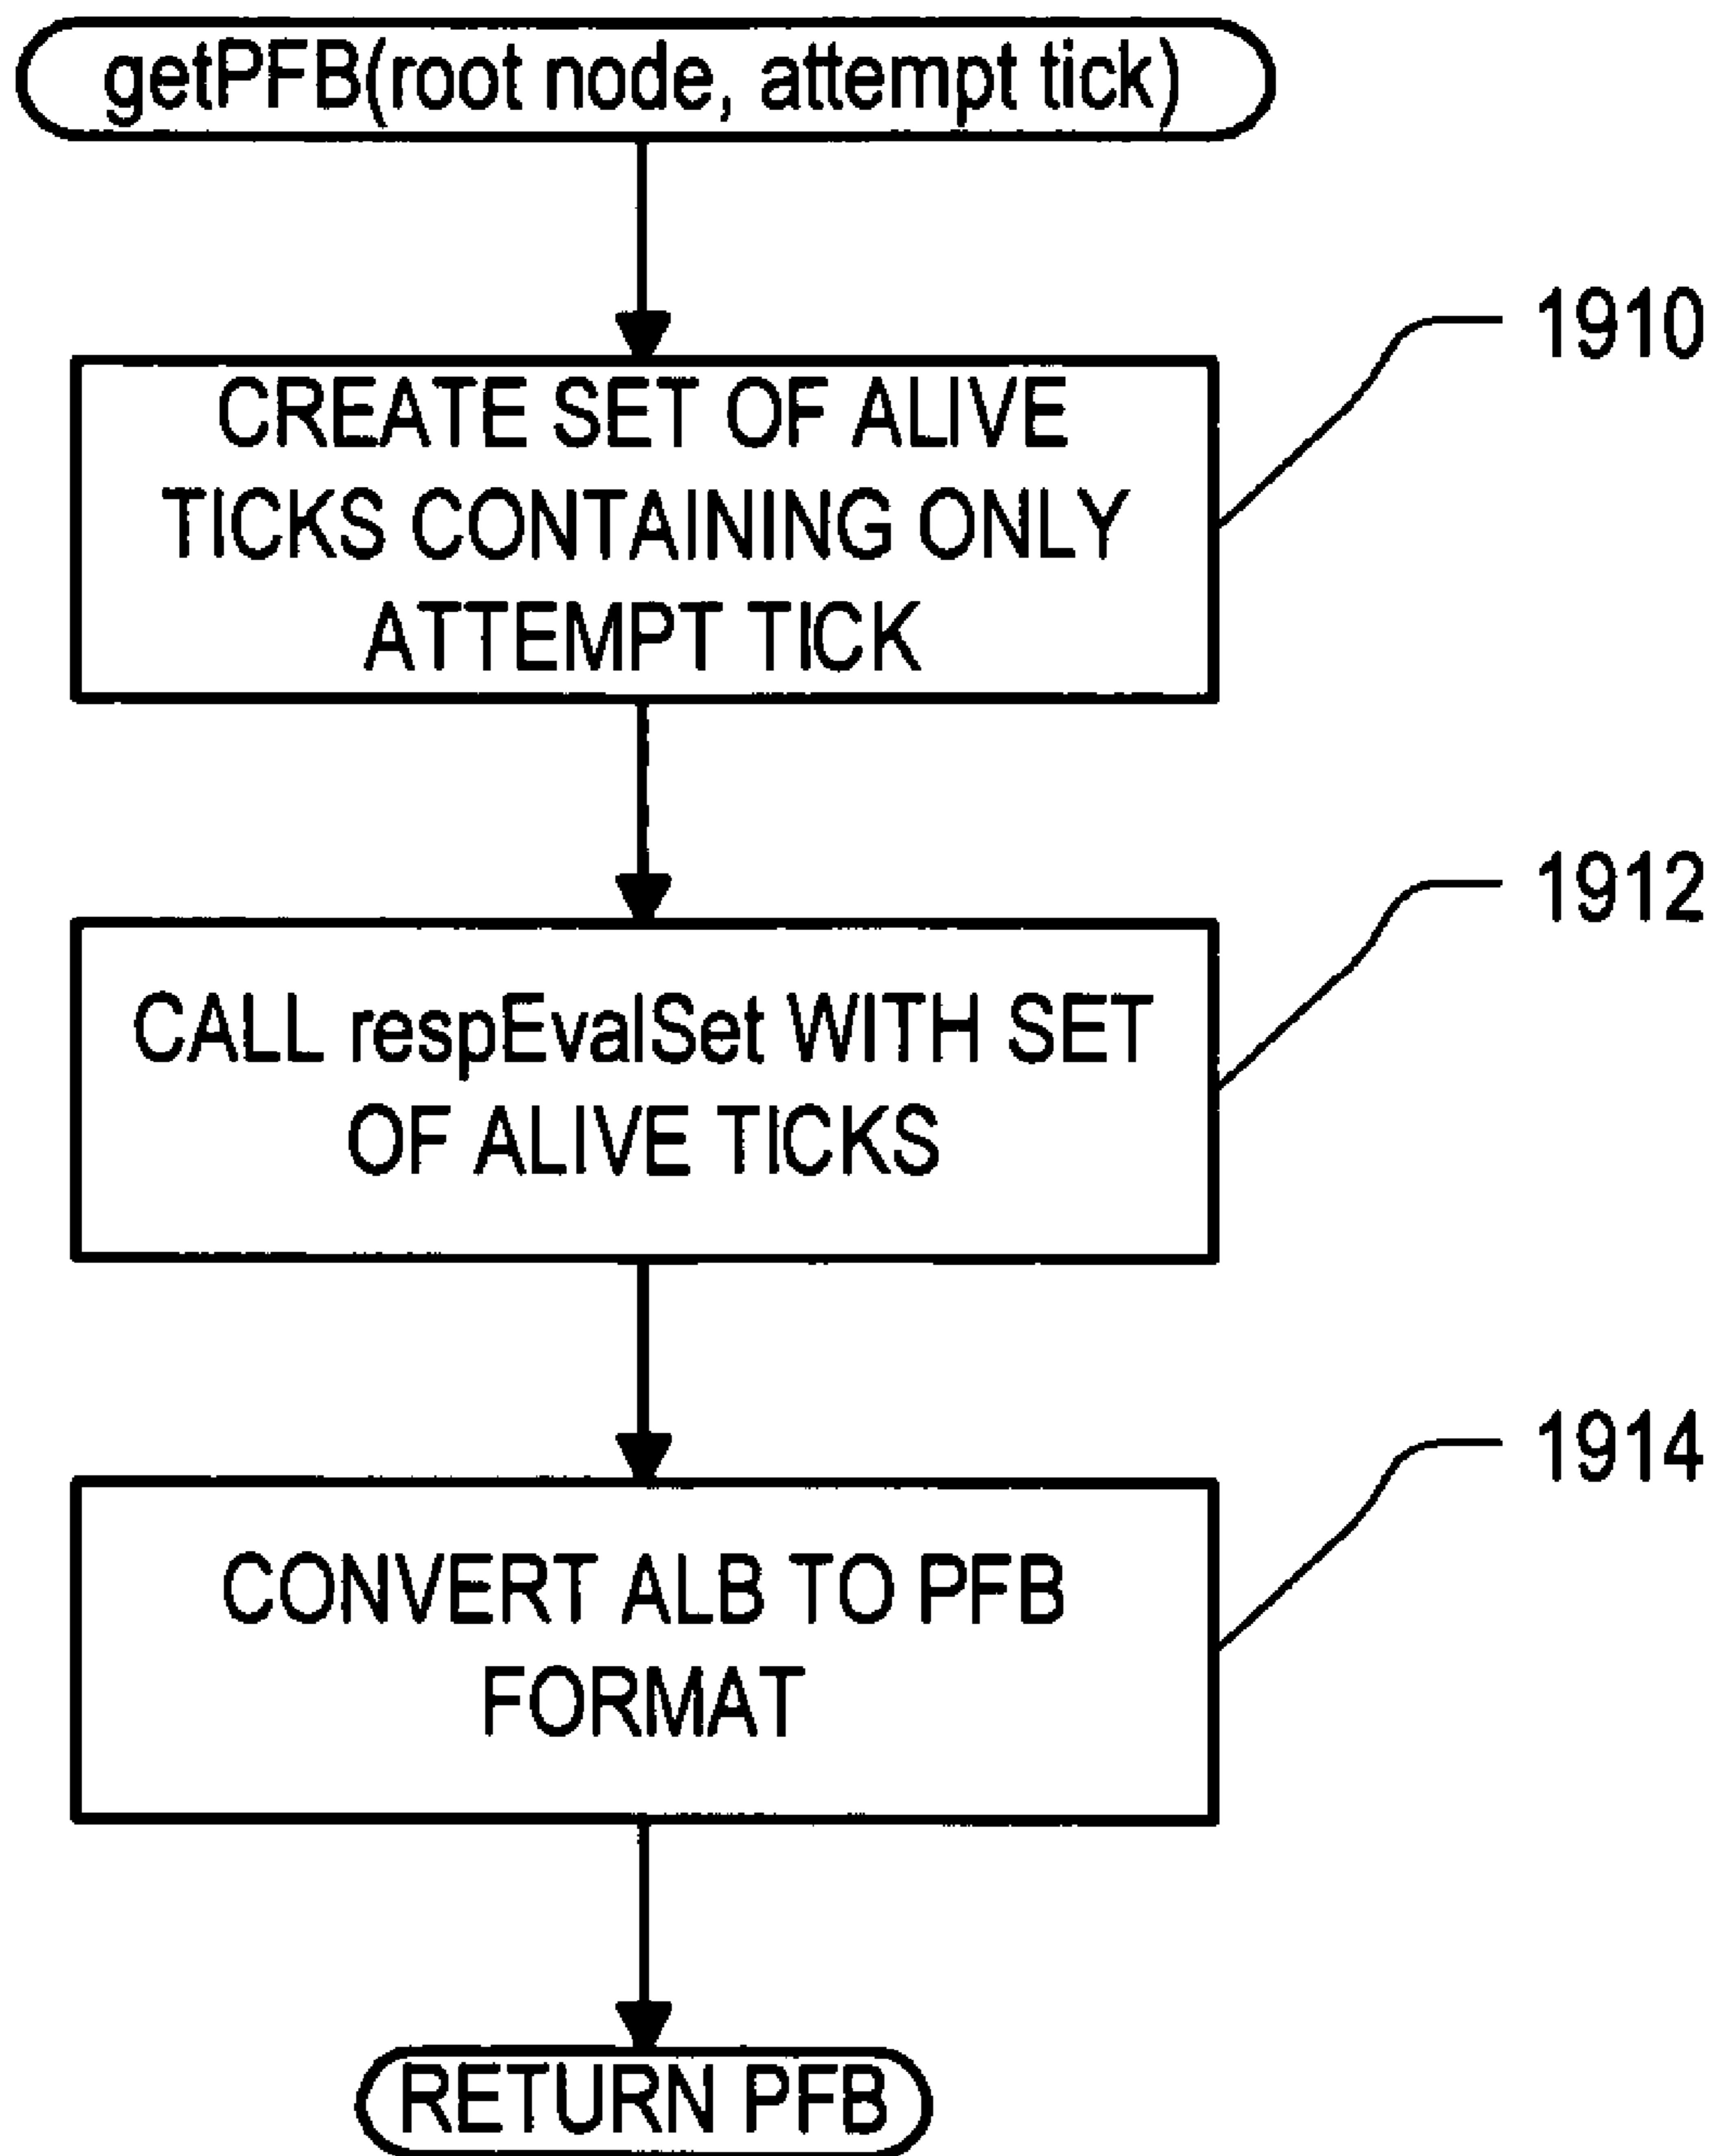 getPFB(root node, attempt tick)
1910
CREATE SET OF ALIVE
TICKS CONTAINING ONLY
ATTEMPT TICK
1912
CALL respEvalSet WITH SET
OF ALIVE TICKS
1914
CONVERT ALB TO PFB
FORMAT
RETURN PFB